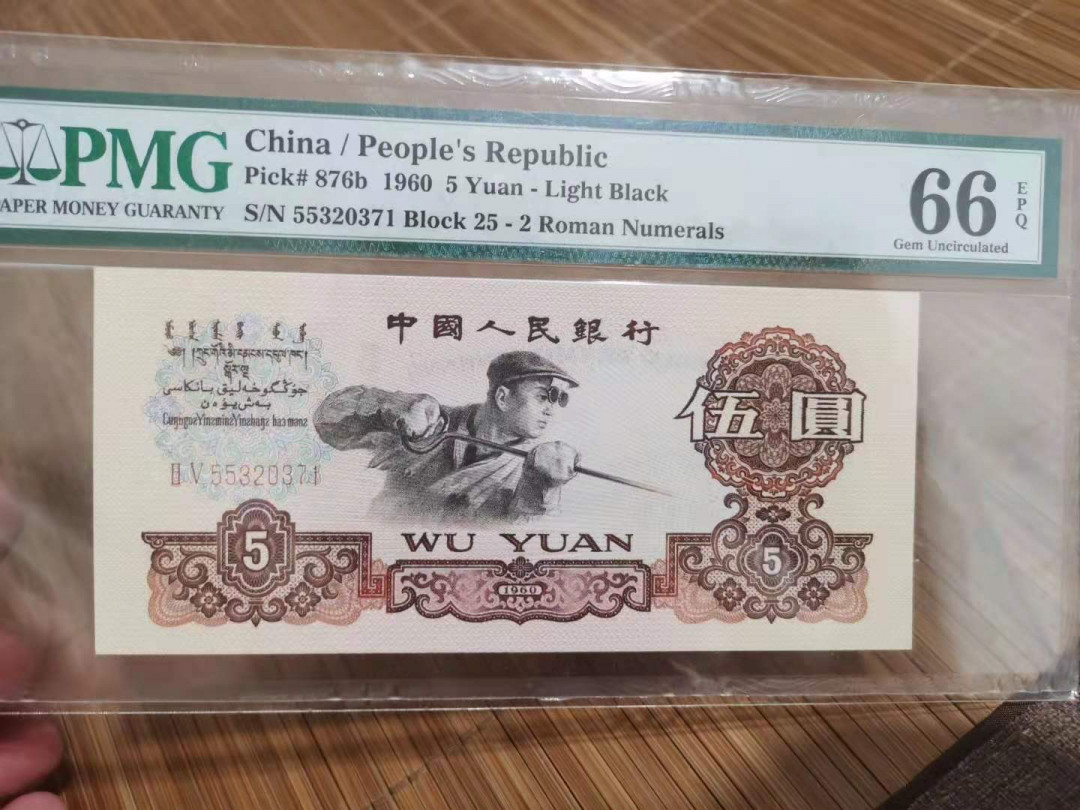 PMG
APER MONEY GUARANTY
China / People's Republic
Pick# 876b 1960 5 Yuan - Light Black
S/N 55320371 Block 25 - 2 Roman Numerals
66
EPQ
Gem Uncirculated
中國人民銀行
伍圓
II V 55320371
5
WU YUAN
5
1960